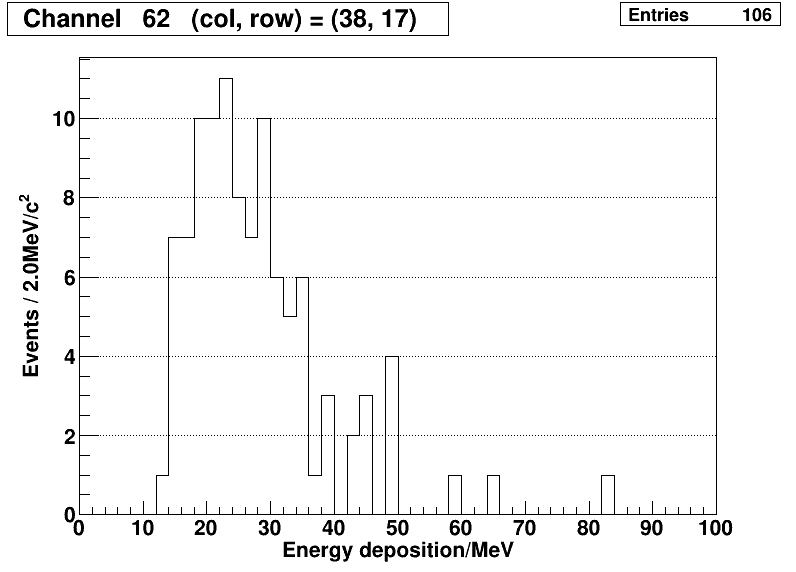 Channel 62 (col, row) = (38, 17)
Entries 106
Events / 2.0MeV/c²
10
8
6
4
2
0
0 10 20 30 40 50 60 70 80 90 100
Energy deposition/MeV